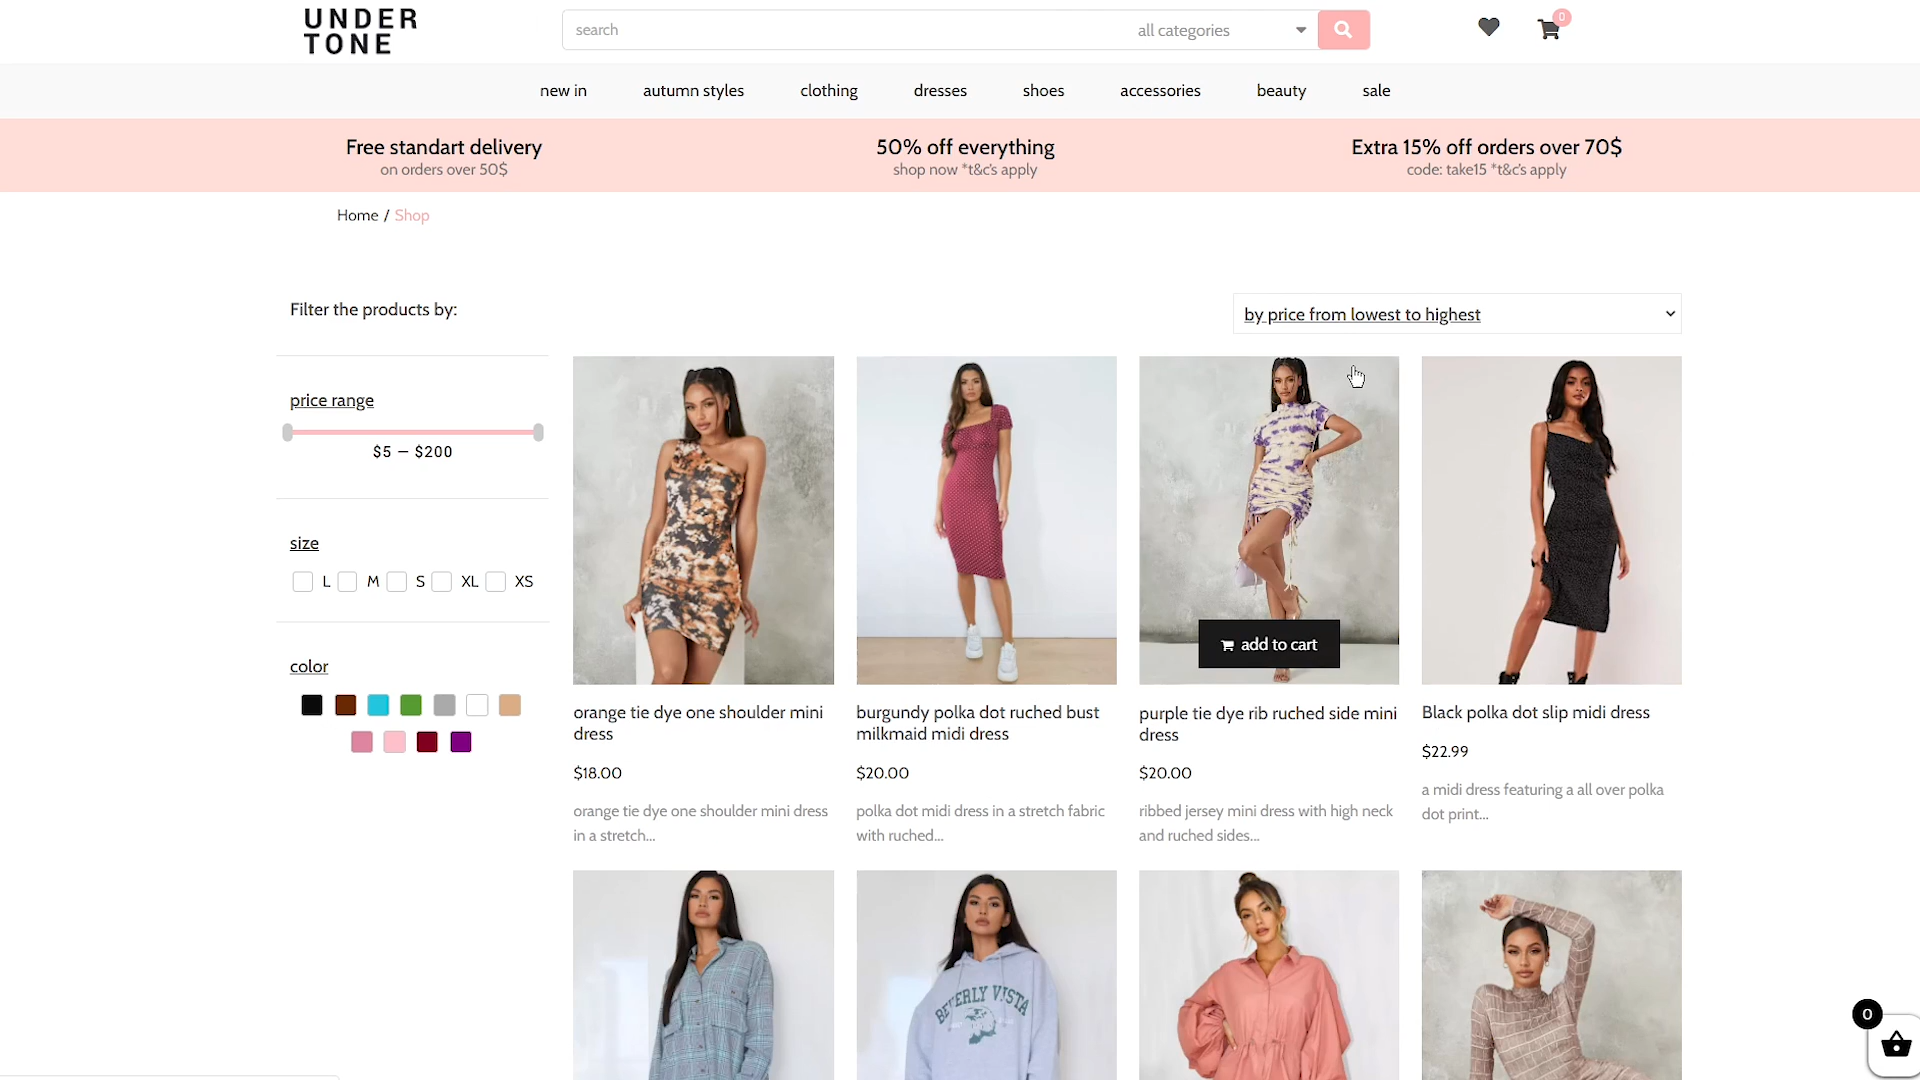 UNDER
TONE
search
all categories
0
new in
autumn styles
clothing
dresses
shoes
accessories
beauty
sale
Free standart delivery
on orders over 50$
50% off everything
shop now *t&c's apply
Extra 15% off orders over 70$
code: take15 *t&c's apply
Home / Shop
Filter the products by:
by price from lowest to highest
price range
$5 — $200
size
L M S XL XS
color
add to cart
orange tie dye one shoulder mini
dress
$18.00
orange tie dye one shoulder mini dress
in a stretch...
burgundy polka dot ruched bust
milkmaid midi dress
$20.00
polka dot midi dress in a stretch fabric
with ruched...
purple tie dye rib ruched side mini
dress
$20.00
ribbed jersey mini dress with high neck
and ruched sides...
Black polka dot slip midi dress
$22.99
a midi dress featuring a all over polka
dot print...
BEVERLY VISTA
0